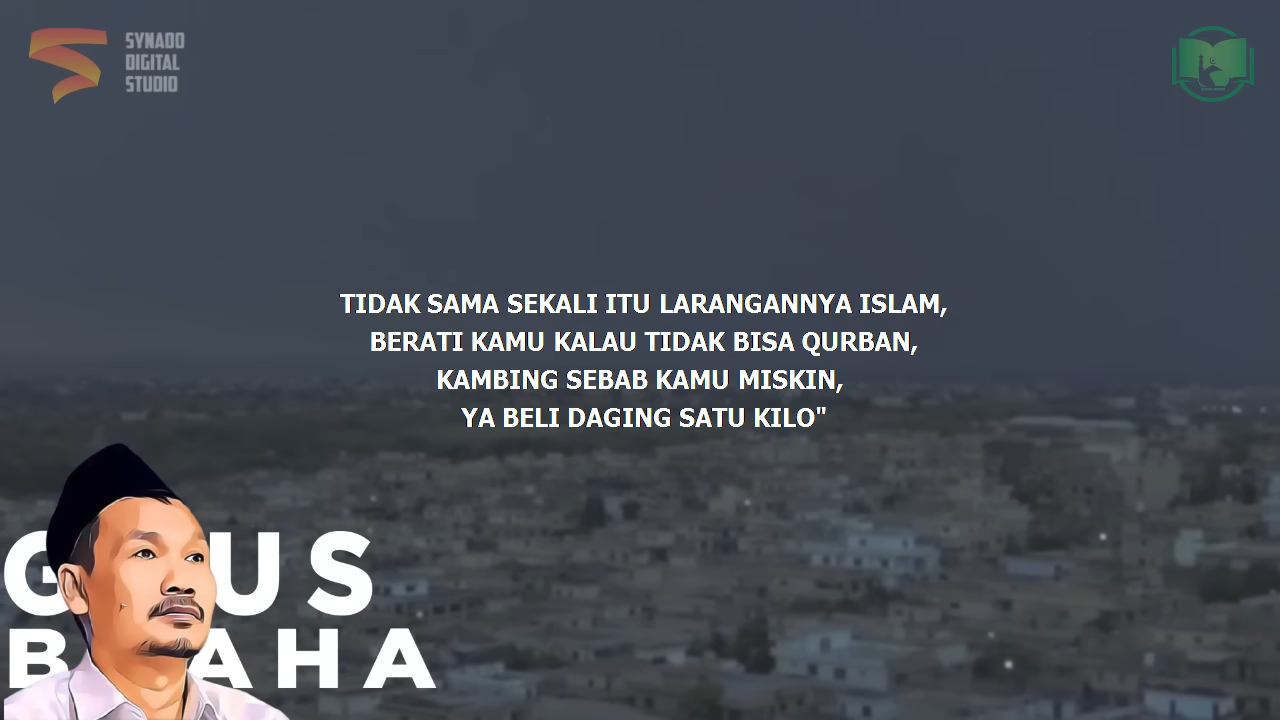 SYNADO
DIGITAL
STUDIO
TIDAK SAMA SEKALI ITU LARANGANNYA ISLAM,
BERATI KAMU KALAU TIDAK BISA QURBAN,
KAMBING SEBAB KAMU MISKIN,
YA BELI DAGING SATU KILO"
GUS
BAHA